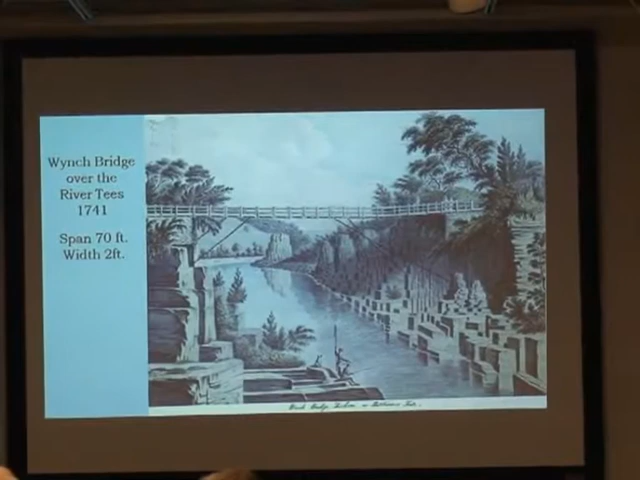 Wynch Bridge
over the
River Tees
1741
Span 70 ft.
Width 2ft.